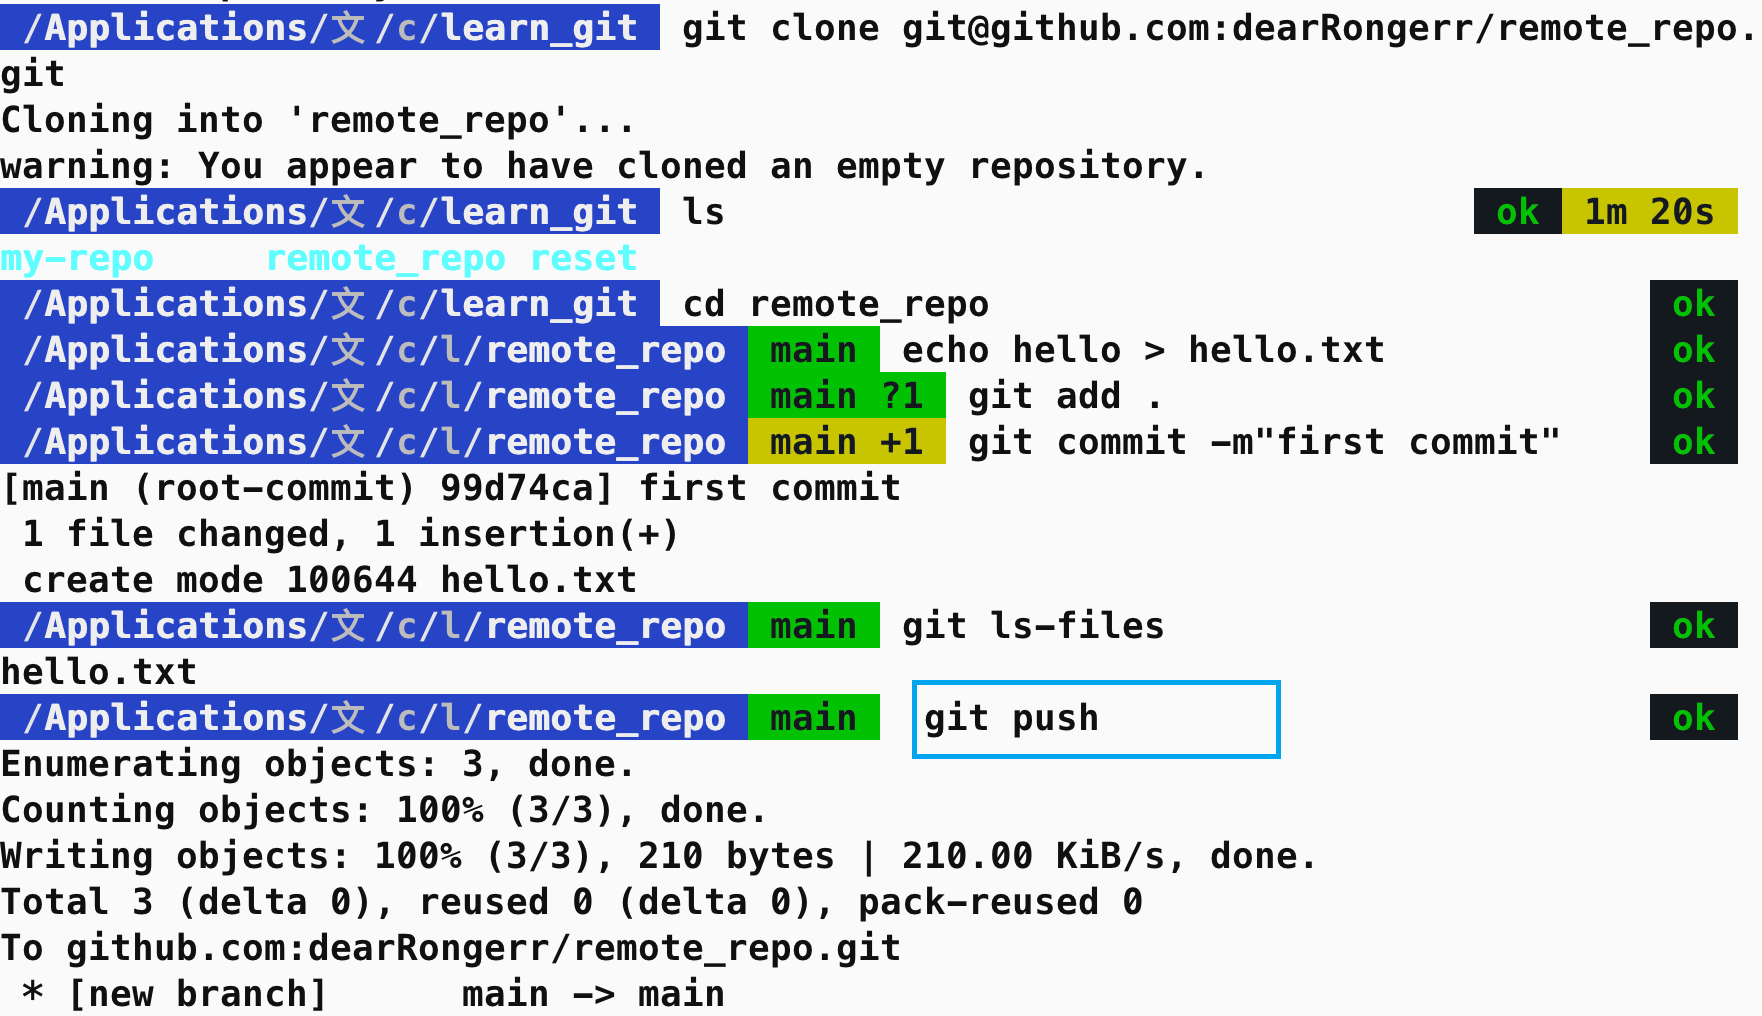 /Applications/文/c/learn_git git clone git@github.com:dearRongerr/remote_repo.
git
Cloning into 'remote_repo'...
warning: You appear to have cloned an empty repository.
/Applications/文/c/learn_git ls ok 1m 20s
my-repo remote_repo reset
/Applications/文/c/learn_git cd remote_repo ok
/Applications/文/c/l/remote_repo main echo hello > hello.txt ok
/Applications/文/c/l/remote_repo main ?1 git add . ok
/Applications/文/c/l/remote_repo main +1 git commit -m"first commit" ok
[main (root-commit) 99d74ca] first commit
1 file changed, 1 insertion(+)
create mode 100644 hello.txt
/Applications/文/c/l/remote_repo main git ls-files ok
hello.txt
/Applications/文/c/l/remote_repo main git push ok
Enumerating objects: 3, done.
Counting objects: 100% (3/3), done.
Writing objects: 100% (3/3), 210 bytes | 210.00 KiB/s, done.
Total 3 (delta 0), reused 0 (delta 0), pack-reused 0
To github.com:dearRongerr/remote_repo.git
* [new branch] main -> main